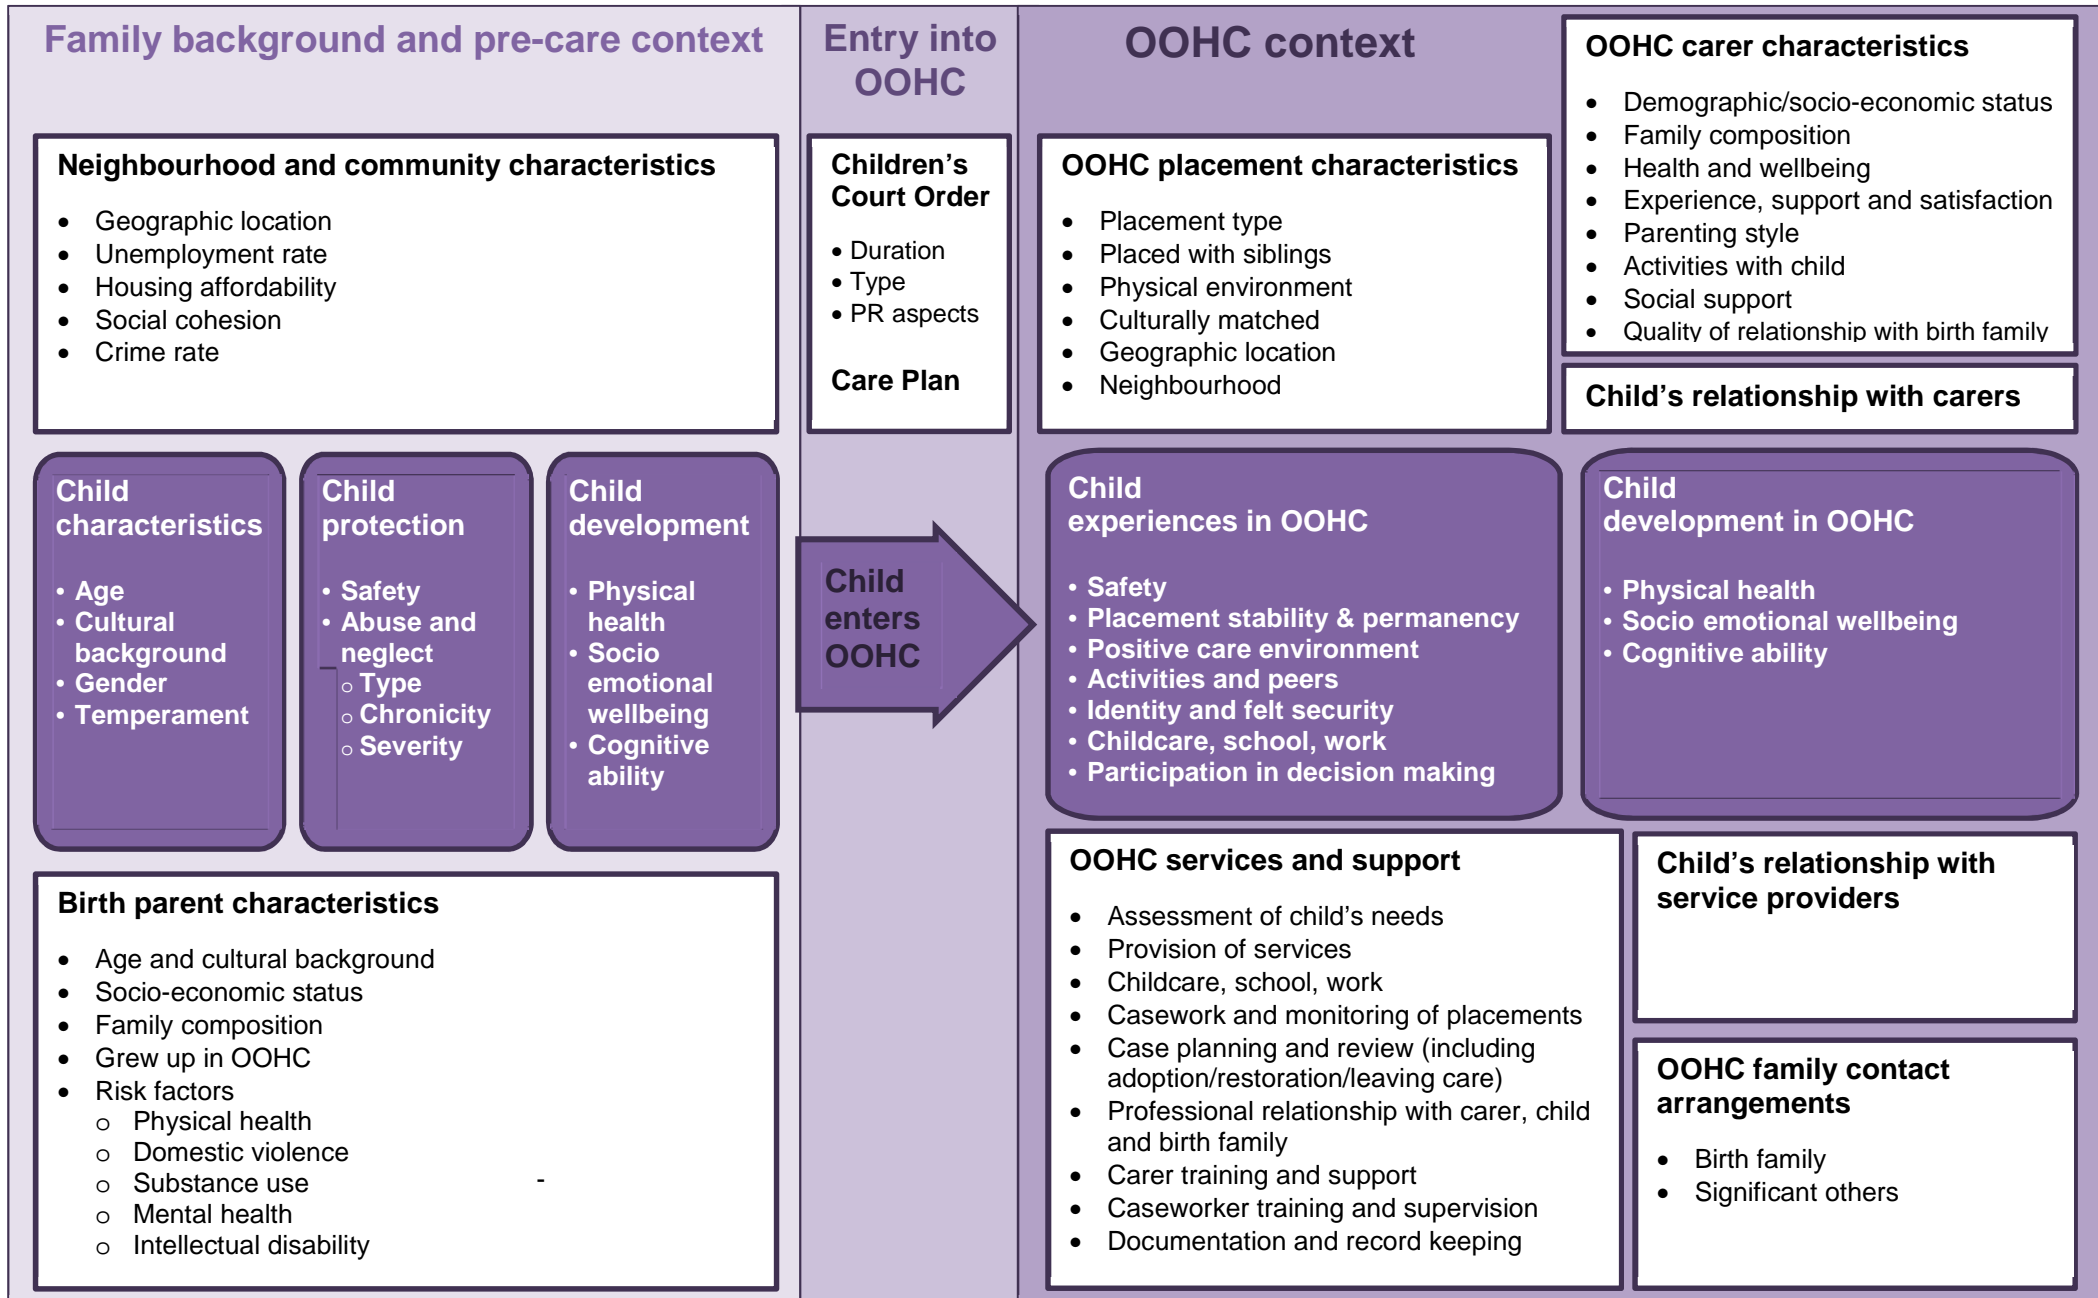 Family background and pre-care context
Neighbourhood and community characteristics
• Geographic location
• Unemployment rate
• Housing affordability
• Social cohesion
• Crime rate
Child
characteristics
• Age
• Cultural
background
• Gender
• Temperament
Child
protection
• Safety
• Abuse and
neglect
o Type
o Chronicity
o Severity
Child
development
• Physical
health
• Socio
emotional
wellbeing
• Cognitive
ability
Birth parent characteristics
• Age and cultural background
• Socio-economic status
• Family composition
• Grew up in OOHC
• Risk factors
o Physical health
o Domestic violence
o Substance use -
o Mental health
o Intellectual disability
Entry into
OOHC
Children’s
Court Order
• Duration
• Type
• PR aspects
Care Plan
Child
enters
OOHC
OOHC context
OOHC placement characteristics
• Placement type
• Placed with siblings
• Physical environment
• Culturally matched
• Geographic location
• Neighbourhood
OOHC carer characteristics
• Demographic/socio-economic status
• Family composition
• Health and wellbeing
• Experience, support and satisfaction
• Parenting style
• Activities with child
• Social support
• Quality of relationship with birth family
Child’s relationship with carers
Child
experiences in OOHC
• Safety
• Placement stability & permanency
• Positive care environment
• Activities and peers
• Identity and felt security
• Childcare, school, work
• Participation in decision making
Child
development in OOHC
• Physical health
• Socio emotional wellbeing
• Cognitive ability
OOHC services and support
• Assessment of child’s needs
• Provision of services
• Childcare, school, work
• Casework and monitoring of placements
• Case planning and review (including
adoption/restoration/leaving care)
• Professional relationship with carer, child
and birth family
• Carer training and support
• Caseworker training and supervision
• Documentation and record keeping
Child’s relationship with
service providers
OOHC family contact
arrangements
• Birth family
• Significant others